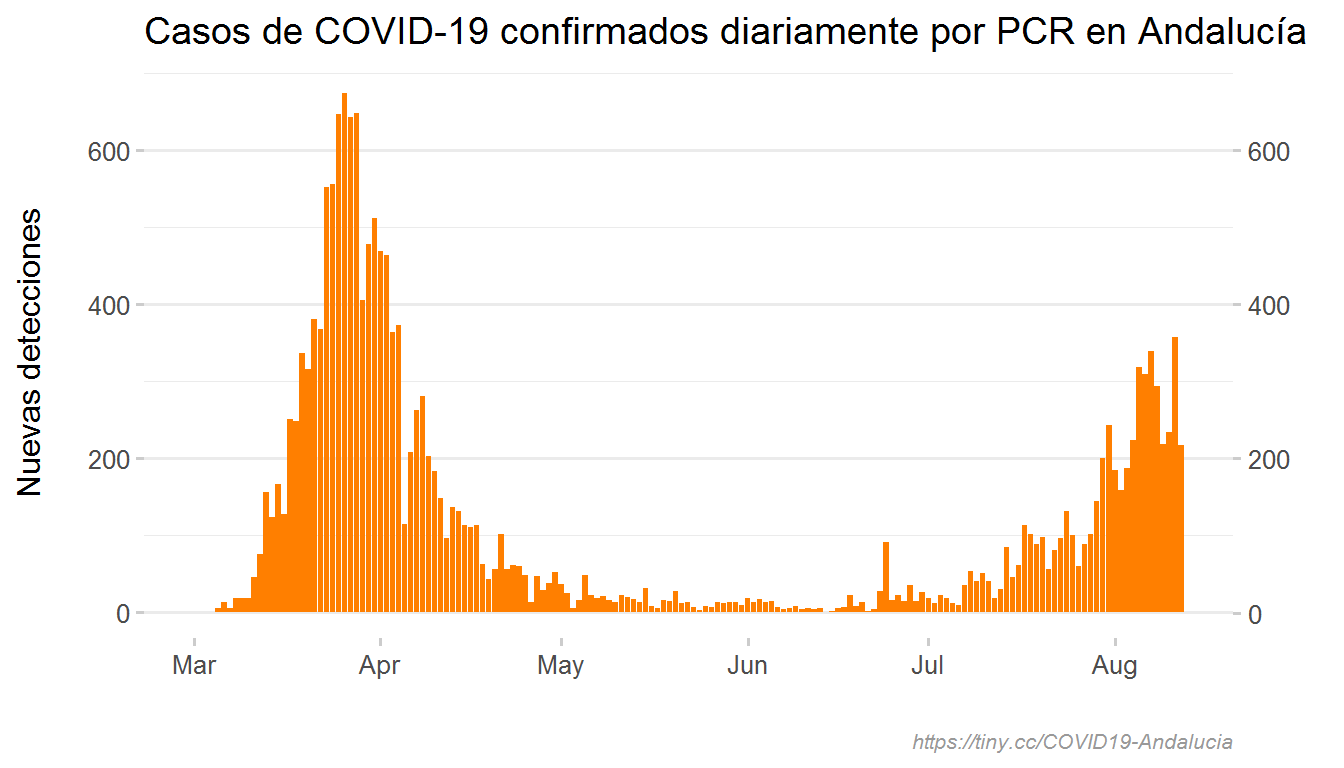 Casos de COVID-19 confirmados diariamente por PCR en Andalucía
Nuevas detecciones
600
400
200
0
600
400
200
0
Mar Apr May Jun Jul Aug
https://tiny.cc/COVID19-Andalucia